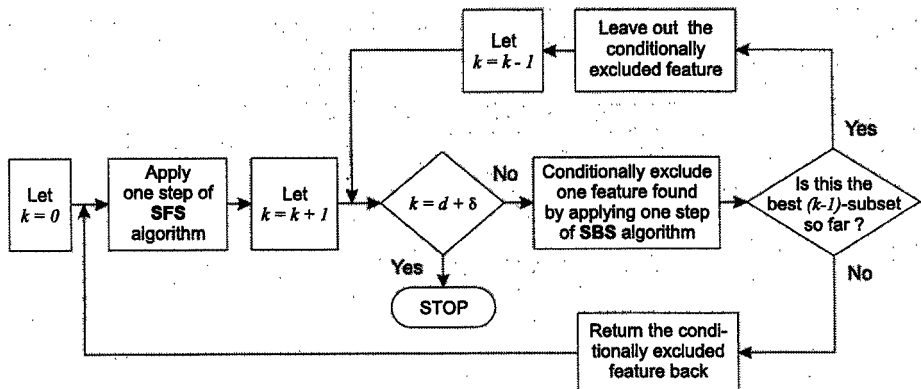 Let
k = 0
Apply
one step of
SFS
algorithm
Let
k = k + 1
k = d + δ
No
Yes
STOP
Conditionally exclude
one feature found
by applying one step
of SBS algorithm
Is this the
best (k-1)-subset
so far ?
Yes
Leave out the
conditionally
excluded feature
Let
k = k - 1
No
Return the condi-
tionally excluded
feature back